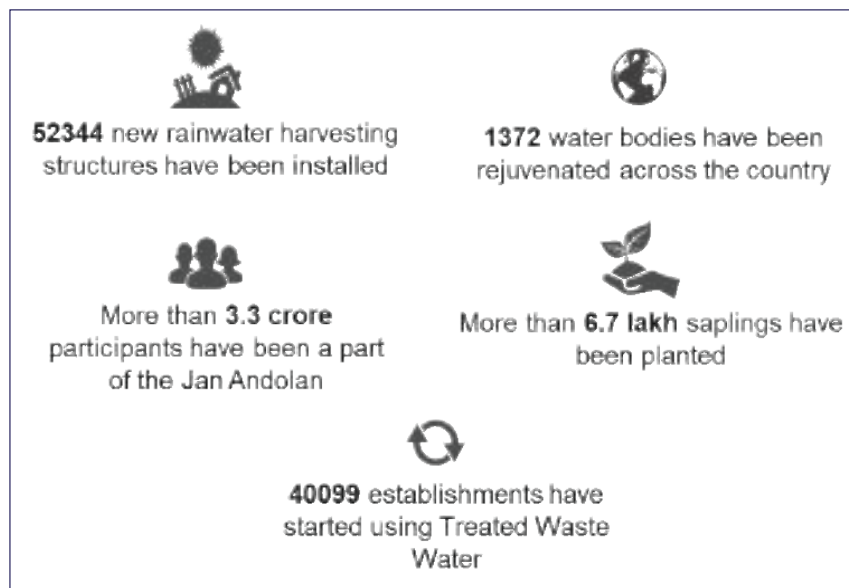 52344 new rainwater harvesting
structures have been installed
1372 water bodies have been
rejuvenated across the country
More than 3.3 crore
participants have been a part
of the Jan Andolan
More than 6.7 lakh saplings have
been planted
40099 establishments have
started using Treated Waste
Water